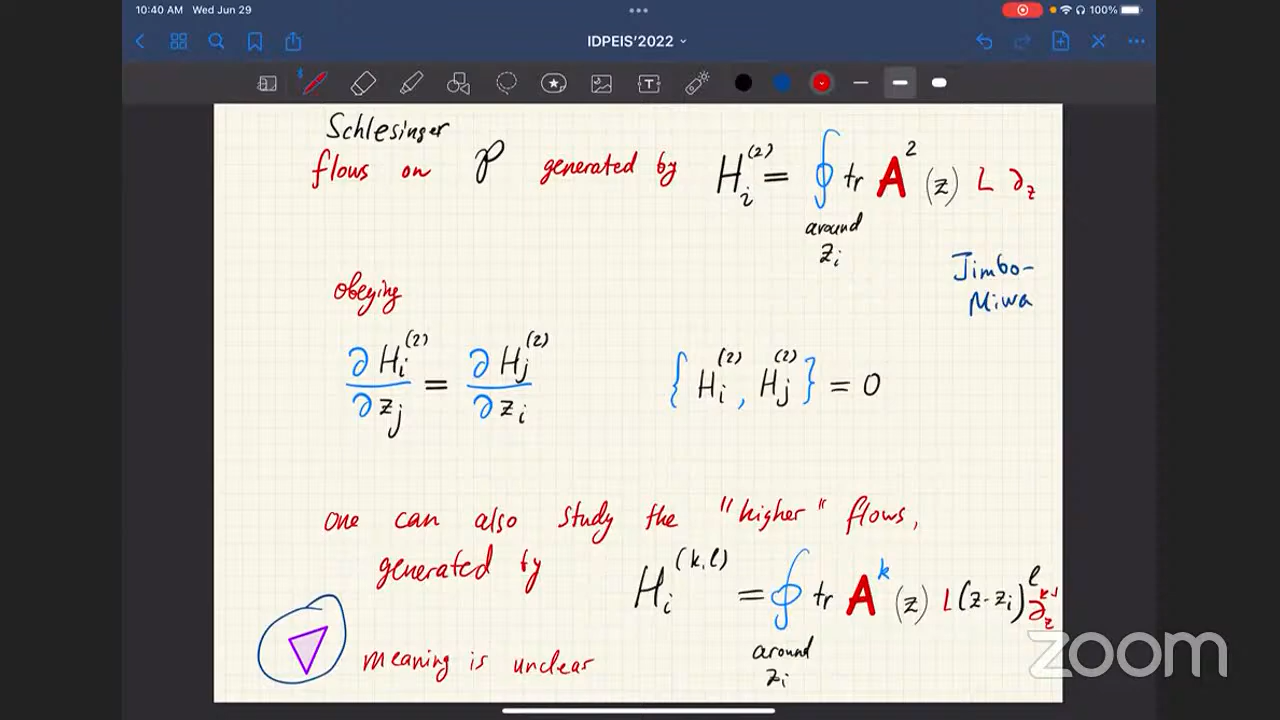 10:40 AM Wed Jun 29
100%
IDPEIS'2022
Schlesinger
flows on 𝒫 generated by H_i^{(2)} = ∮ tr A^2 (z) L ∂_z
around
z_i
Jimbo-
Miwa
obeying
∂H_i^{(2)}/∂z_j = ∂H_j^{(2)}/∂z_i {H_i^{(2)}, H_j^{(2)}} = 0
one can also study the "higher" flows,
generated by H_i^{(k,l)} = ∮ tr A^k (z) L (z-z_i)^l ∂_z^{k-1}
around
z_i
meaning is unclear
zoom